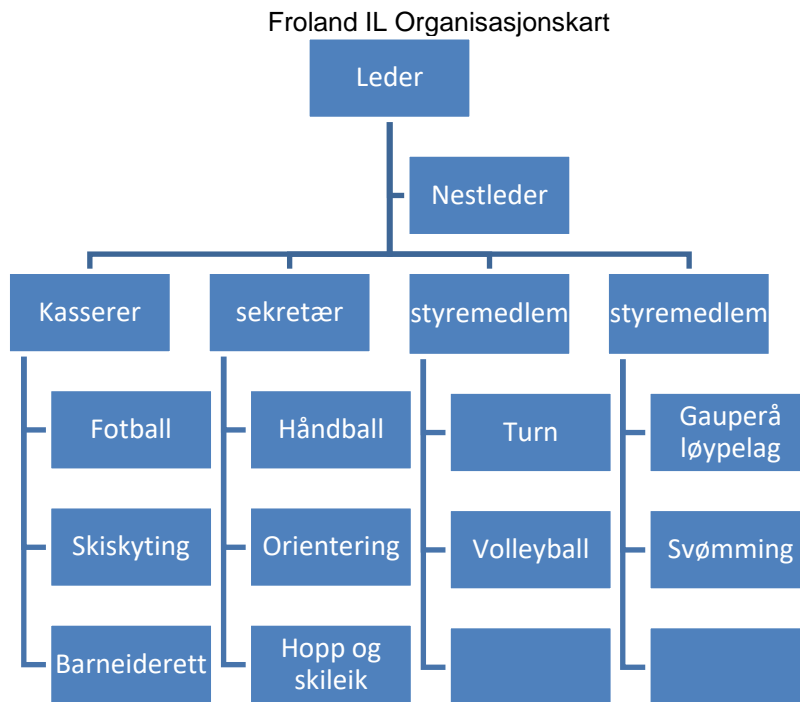 Froland IL Organisasjonskart
Leder
Nestleder
Kasserer
sekretær
styremedlem
styremedlem
Fotball
Håndball
Turn
Gauperå
løypelag
Skiskyting
Orientering
Volleyball
Svømming
Barneiderett
Hopp og
skileik